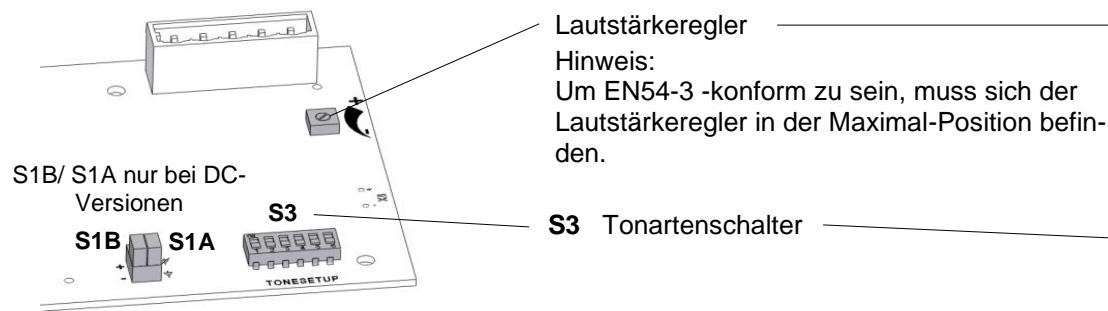 Lautstärkeregler
Hinweis:
Um EN54-3 -konform zu sein, muss sich der
Lautstärkeregler in der Maximal-Position befin-
den.
S1B/ S1A nur bei DC-
Versionen
S3
S1B S1A
+
-
TONESETUP
S3 Tonartenschalter